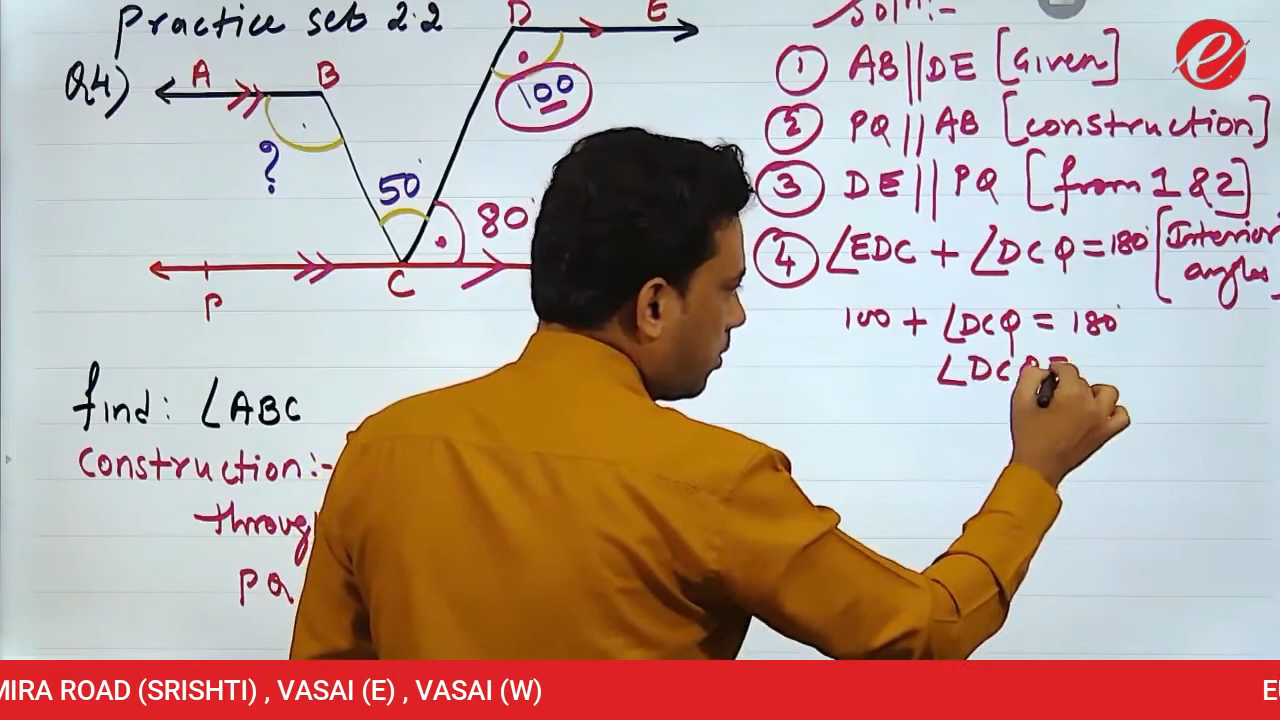 Practice set 2.2
Q4)
A B
D E
?
50°
100
80
P C
find: ∠ABC
Construction:-
throug
PQ
Soln:-
1 AB||DE [Given]
2 PQ||AB [construction]
3 DE||PQ [from 1 & 2]
4 ∠EDC + ∠DCQ = 180° [Interior angles]
100 + ∠DCQ = 180°
∠DCQ =
e
MIRA ROAD (SRISHTI) , VASAI (E) , VASAI (W)